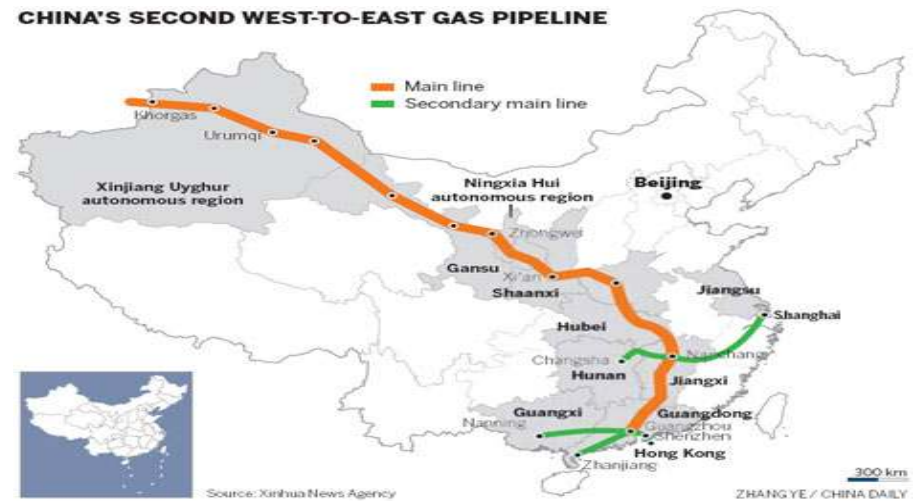 CHINA'S SECOND WEST-TO-EAST GAS PIPELINE
Main line
Secondary main line
Khorgas
Urumqi
Xinjiang Uyghur
autonomous region
Ningxia Hui
autonomous region
Beijing
Zhongwei
Gansu
Xi'an
Shaanxi
Jiangsu
Shanghai
Hubei
Changsha
Nanchang
Hunan
Jiangxi
Guangxi
Guangdong
Nanning
Guangzhou
Shenzhen
Hong Kong
Zhanjiang
300 km
Source: Xinhua News Agency
ZHANG YE / CHINA DAILY